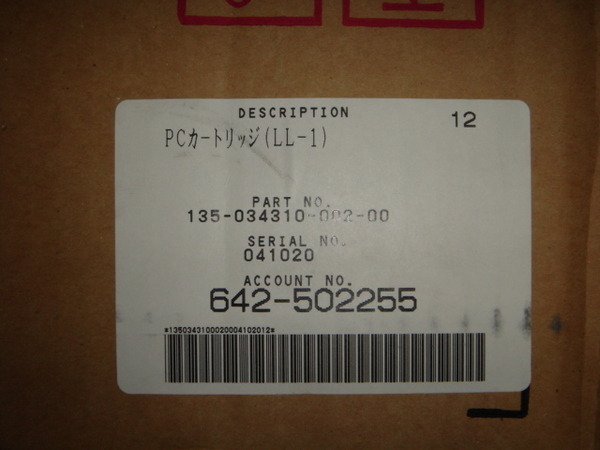 DESCRIPTION
12
PCカートリッジ(LL-1)
PART NO.
135-034310-002-00
SERIAL NO.
041020
ACCOUNT NO.
642-502255
*1350343100020004102012*